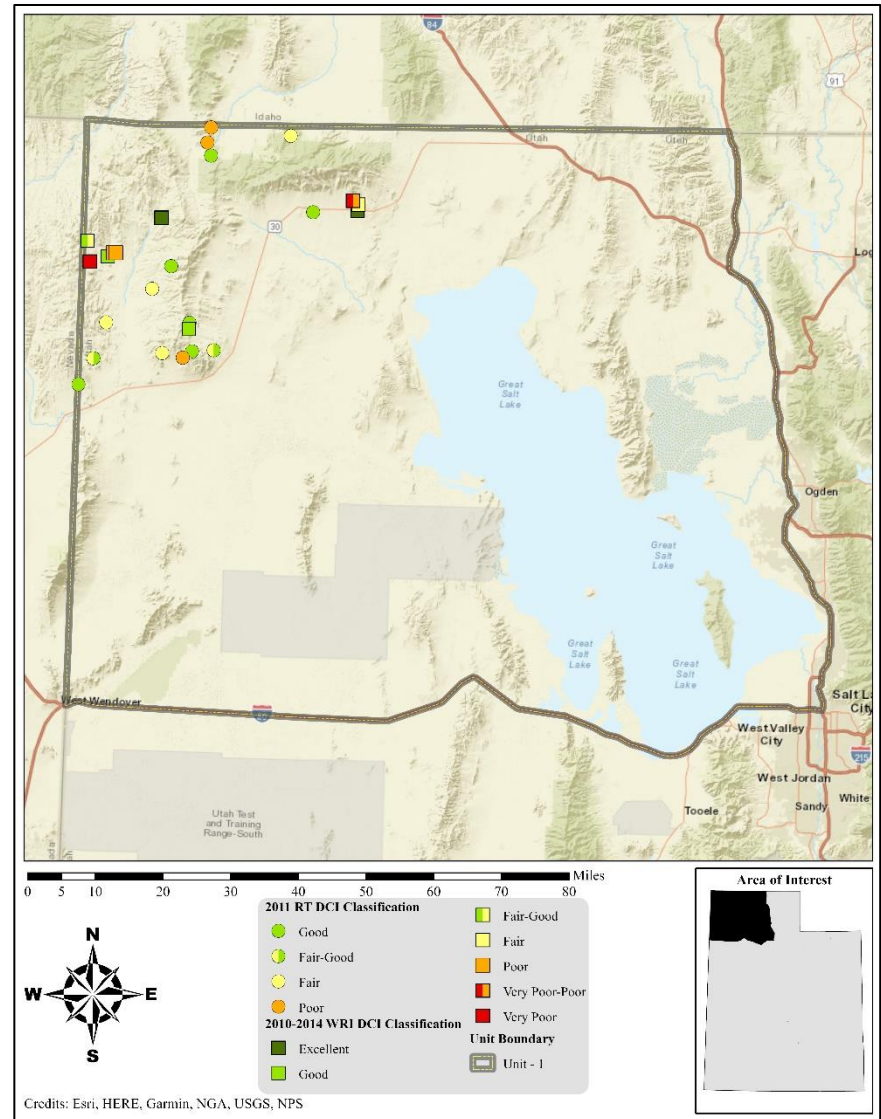 84
91
Idaho
Utah
Utah
Log
30
Nevada
Utah
Great
Salt
Lake
Ogden
Great
Salt
Lake
Great
Salt
Lake
Great
Salt
Lake
West Wendover
80
Salt La
City
West Valley
City
215
West Jordan
Tooele
Sandy
White
Utah Test
and Training
Range-South
ah
0 5 10 20 30 40 50 60 70 80
Miles
N
W E
S
2011 RT DCI Classification
Good
Fair-Good
Fair
Poor
2010-2014 WRI DCI Classification
Excellent
Good
Fair-Good
Fair
Poor
Very Poor-Poor
Very Poor
Unit Boundary
Unit - 1
Area of Interest
Credits: Esri, HERE, Garmin, NGA, USGS, NPS